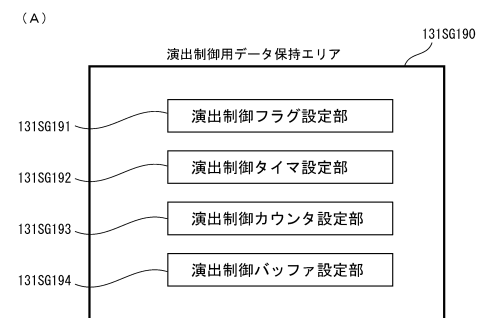 (A)
131SG190
演出制御用データ保持エリア
131SG191
演出制御フラグ設定部
131SG192
演出制御タイマ設定部
131SG193
演出制御カウンタ設定部
131SG194
演出制御バッファ設定部